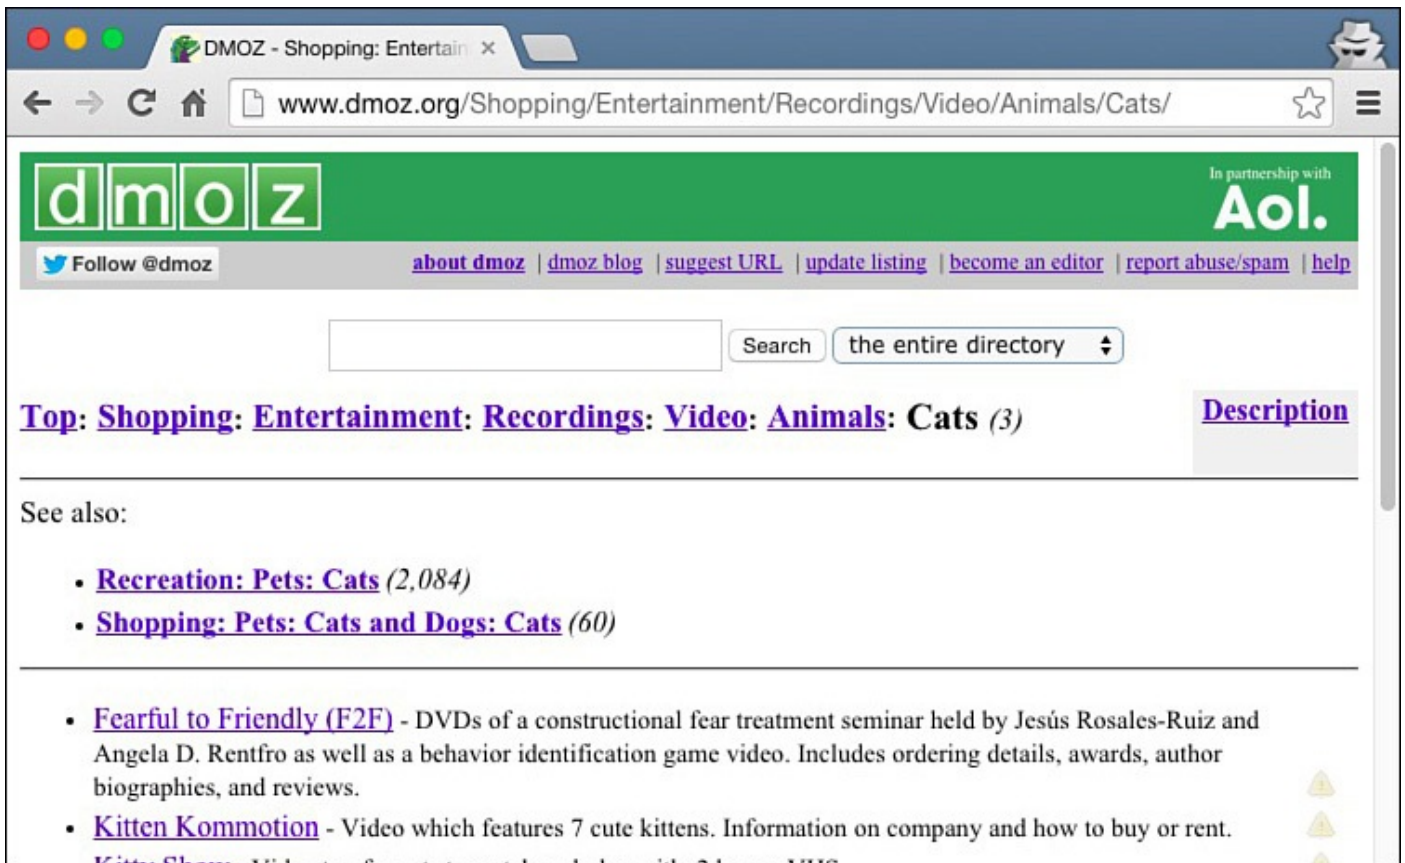 DMOZ - Shopping: Entertain
www.dmoz.org/Shopping/Entertainment/Recordings/Video/Animals/Cats/
dmoz
In partnership with
Aol.
Follow @dmoz
about dmoz | dmoz blog | suggest URL | update listing | become an editor | report abuse/spam | help
Search the entire directory
Top: Shopping: Entertainment: Recordings: Video: Animals: Cats (3)
Description
See also:
• Recreation: Pets: Cats (2,084)
• Shopping: Pets: Cats and Dogs: Cats (60)
• Fearful to Friendly (F2F) - DVDs of a constructional fear treatment seminar held by Jesús Rosales-Ruiz and
Angela D. Rentfro as well as a behavior identification game video. Includes ordering details, awards, author
biographies, and reviews.
• Kitten Kommotion - Video which features 7 cute kittens. Information on company and how to buy or rent.